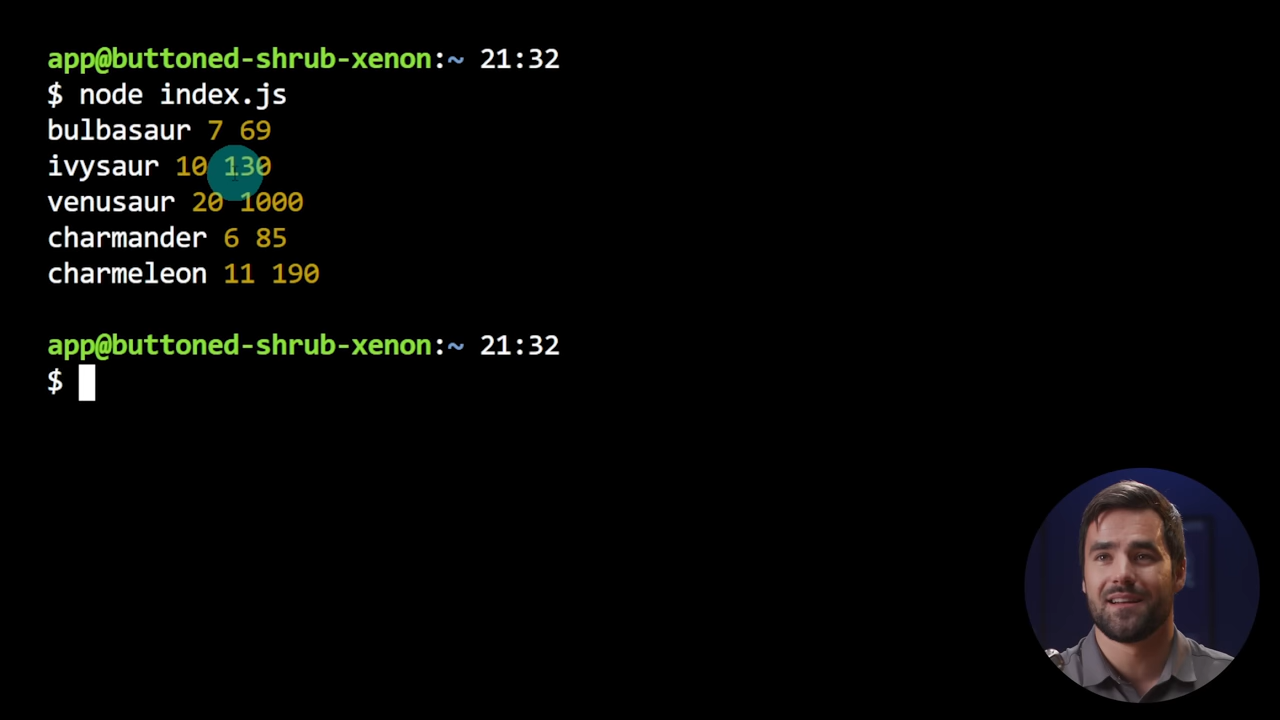 app@buttoned-shrub-xenon:~ 21:32
$ node index.js
bulbasaur 7 69
ivysaur 10 130
venusaur 20 1000
charmander 6 85
charmeleon 11 190
app@buttoned-shrub-xenon:~ 21:32
$